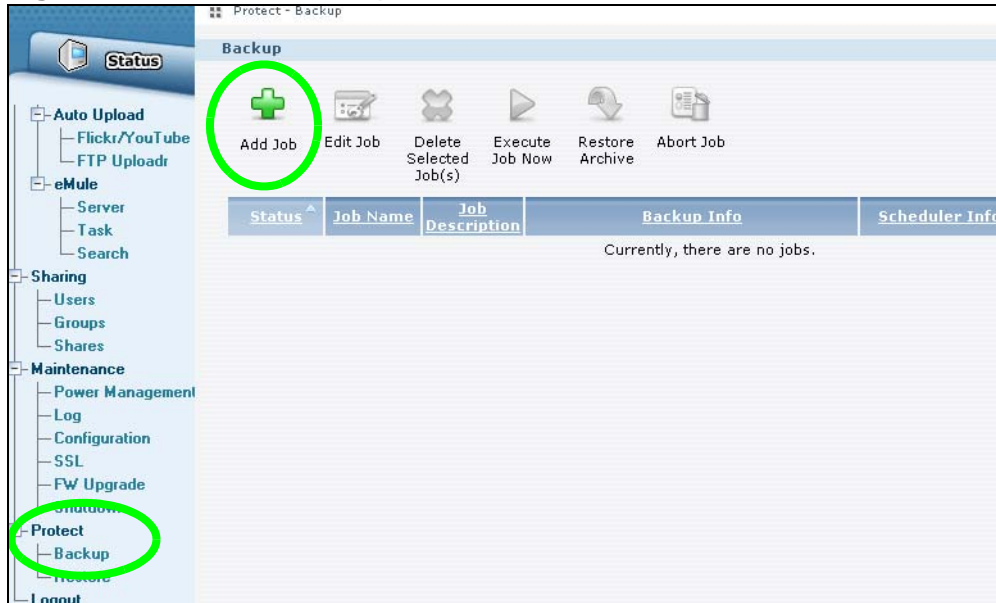 Protect - Backup
Status
Backup
Add Job
Edit Job
Delete Selected Job(s)
Execute Job Now
Restore Archive
Abort Job
Status
Job Name
Job Description
Backup Info
Scheduler Info
Currently, there are no jobs.
Auto Upload
Flickr/YouTube
FTP Uploadr
eMule
Server
Task
Search
Sharing
Users
Groups
Shares
Maintenance
Power Management
Log
Configuration
SSL
FW Upgrade
Shutdown
Protect
Backup
Restore
Logout